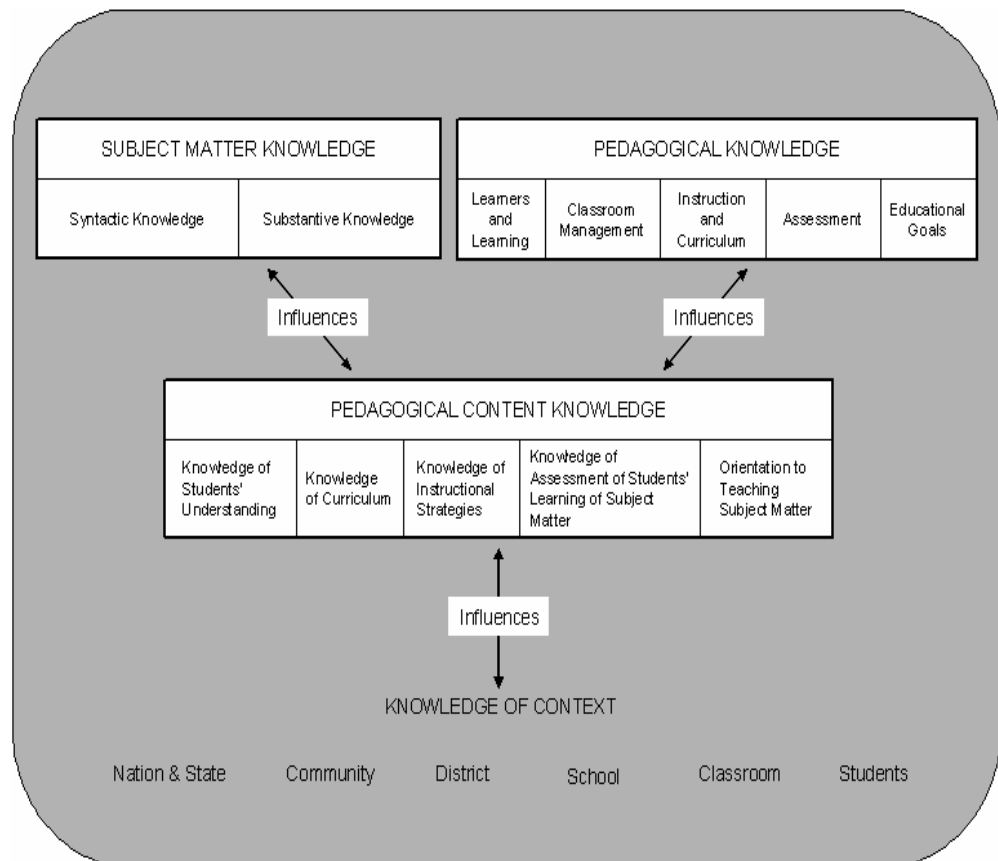 SUBJECT MATTER KNOWLEDGE
Syntactic Knowledge
Substantive Knowledge
PEDAGOGICAL KNOWLEDGE
Learners
and
Learning
Classroom
Management
Instruction
and
Curriculum
Assessment
Educational
Goals
Influences
Influences
PEDAGOGICAL CONTENT KNOWLEDGE
Knowledge of
Students'
Understanding
Knowledge
of Curriculum
Knowledge of
Instructional
Strategies
Knowledge of
Assessment of Students'
Learning of Subject
Matter
Orientation to
Teaching
Subject Matter
Influences
KNOWLEDGE OF CONTEXT
Nation & State Community District School Classroom Students